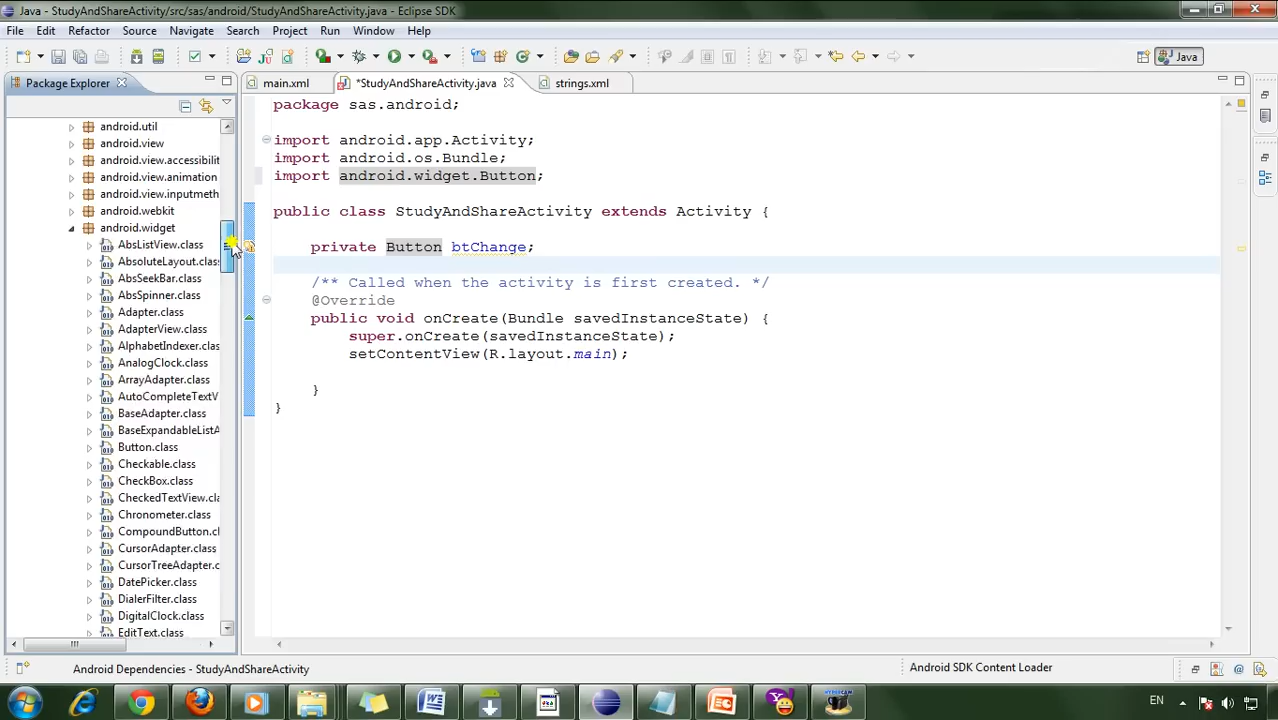 Java - StudyAndShareActivity/src/sas/android/StudyAndShareActivity.java - Eclipse SDK
File Edit Refactor Source Navigate Search Project Run Window Help
Java
Package Explorer
main.xml
*StudyAndShareActivity.java
strings.xml
android.util
android.view
android.view.accessibilit
android.view.animation
android.view.inputmeth
android.webkit
android.widget
AbsListView.class
AbsoluteLayout.class
AbsSeekBar.class
AbsSpinner.class
Adapter.class
AdapterView.class
AlphabetIndexer.class
AnalogClock.class
ArrayAdapter.class
AutoCompleteTextV
BaseAdapter.class
BaseExpandableListA
Button.class
Checkable.class
CheckBox.class
CheckedTextView.cla
Chronometer.class
CompoundButton.cl
CursorAdapter.class
CursorTreeAdapter.c
DatePicker.class
DialerFilter.class
DigitalClock.class
EditText.class
package sas.android;
import android.app.Activity;
import android.os.Bundle;
import android.widget.Button;
public class StudyAndShareActivity extends Activity {
private Button btChange;
/** Called when the activity is first created. */
@Override
public void onCreate(Bundle savedInstanceState) {
super.onCreate(savedInstanceState);
setContentView(R.layout.main);
}
}
Android Dependencies - StudyAndShareActivity
Android SDK Content Loader
EN